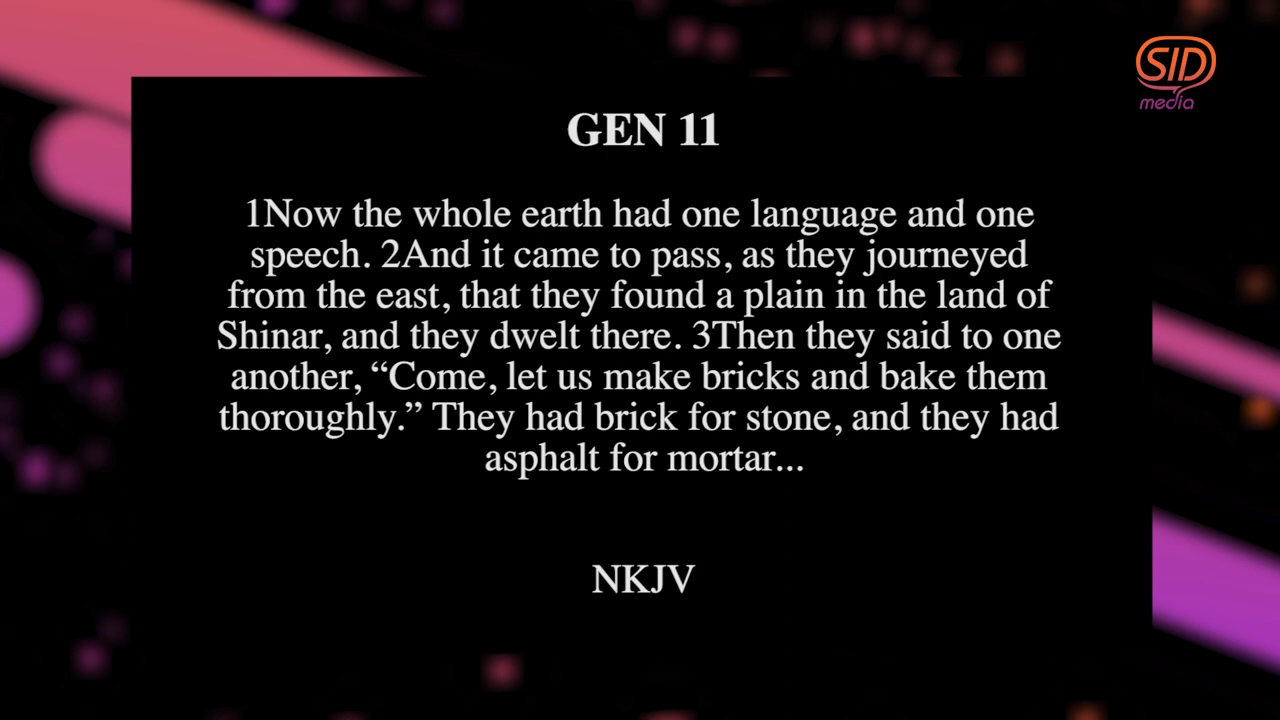 SID
media
GEN 11
1Now the whole earth had one language and one
speech. 2And it came to pass, as they journeyed
from the east, that they found a plain in the land of
Shinar, and they dwelt there. 3Then they said to one
another, “Come, let us make bricks and bake them
thoroughly.” They had brick for stone, and they had
asphalt for mortar...
NKJV